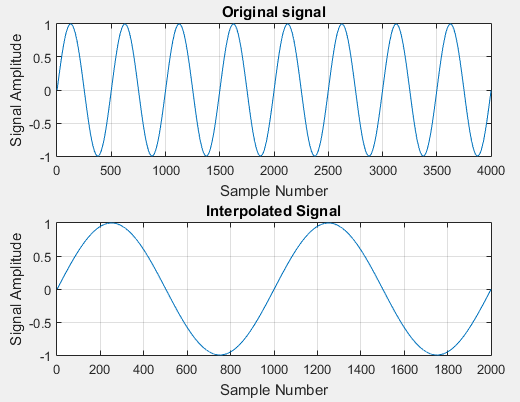 Original signal
1
0.5
0
-0.5
-1
Signal Amplitude
0 500 1000 1500 2000 2500 3000 3500 4000
Sample Number
Interpolated Signal
1
0.5
0
-0.5
-1
Signal Amplitude
0 200 400 600 800 1000 1200 1400 1600 1800 2000
Sample Number